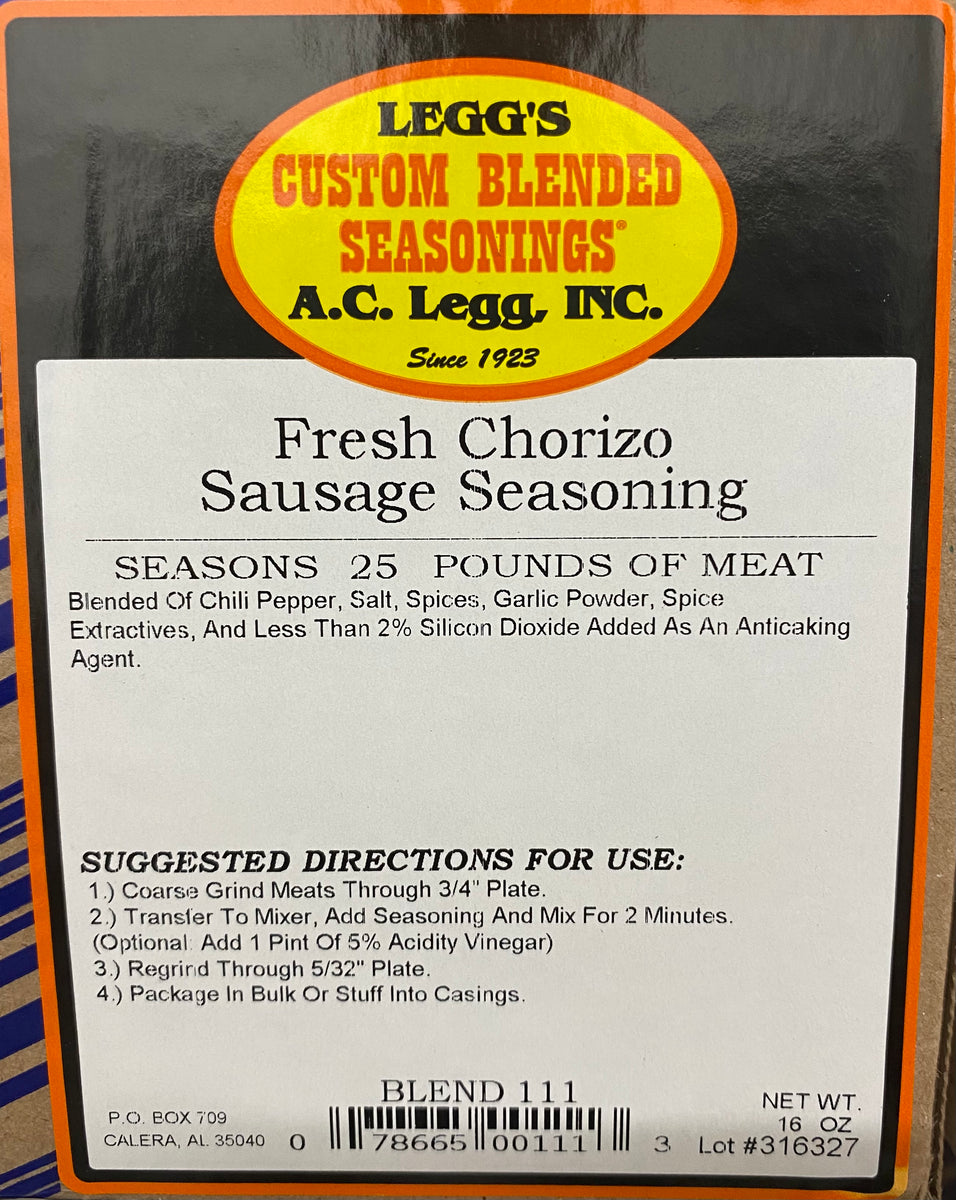 LEGG'S
CUSTOM BLENDED
SEASONINGS®
A.C. Legg, INC.
Since 1923
Fresh Chorizo
Sausage Seasoning
SEASONS 25 POUNDS OF MEAT
Blended Of Chili Pepper, Salt, Spices, Garlic Powder, Spice
Extractives, And Less Than 2% Silicon Dioxide Added As An Anticaking
Agent.
SUGGESTED DIRECTIONS FOR USE:
1.) Coarse Grind Meats Through 3/4" Plate.
2.) Transfer To Mixer, Add Seasoning And Mix For 2 Minutes.
(Optional: Add 1 Pint Of 5% Acidity Vinegar)
3.) Regrind Through 5/32" Plate.
4.) Package In Bulk Or Stuff Into Casings.
BLEND 111
P.O. BOX 709
CALERA, AL 35040
0 78665 00111 3
NET WT.
16 OZ
Lot #316327